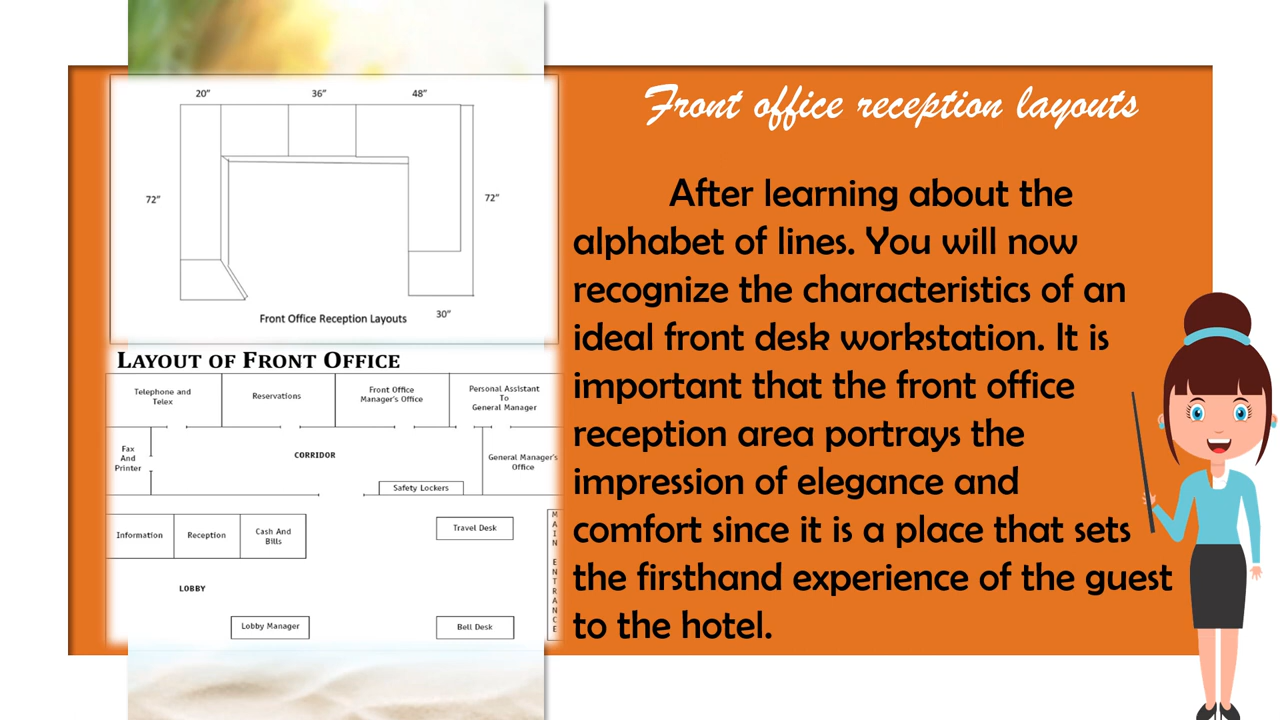 20”
36”
48”
72”
72”
Front Office Reception Layouts
30”
LAYOUT OF FRONT OFFICE
Telephone and
Telex
Reservations
Front Office
Manager's Office
Personal Assistant
To
General Manager
Fax
And
Printer
CORRIDOR
General Manager's
Office
Safety Lockers
Information
Reception
Cash And
Bills
Travel Desk
MAIN ENTRANCE
LOBBY
Lobby Manager
Bell Desk
Front office reception layouts
After learning about the
alphabet of lines. You will now
recognize the characteristics of an
ideal front desk workstation. It is
important that the front office
reception area portrays the
impression of elegance and
comfort since it is a place that sets
the firsthand experience of the guest
to the hotel.